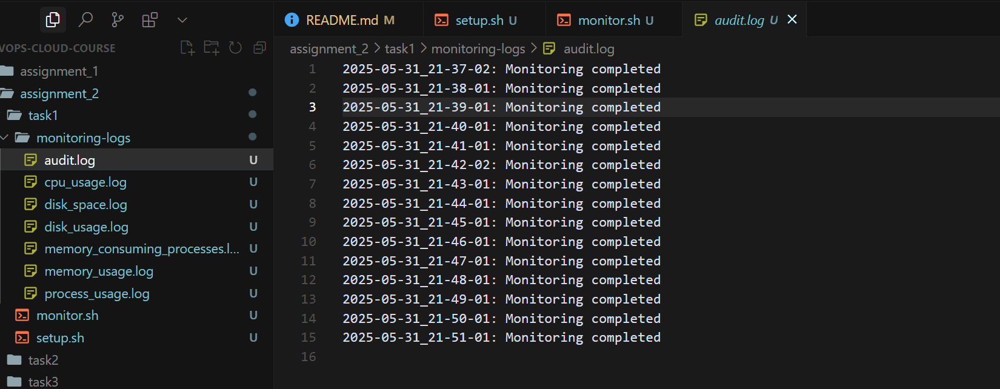 README.md M
setup.sh U
monitor.sh U
audit.log U
VOPS-CLOUD-COURSE
assignment_1
assignment_2
task1
monitoring-logs
audit.log U
cpu_usage.log U
disk_space.log U
disk_usage.log U
memory_consuming_processes.l... U
memory_usage.log U
process_usage.log U
monitor.sh U
setup.sh U
task2
task3
assignment_2 > task1 > monitoring-logs > audit.log
1 2025-05-31_21-37-02: Monitoring completed
2 2025-05-31_21-38-01: Monitoring completed
3 2025-05-31_21-39-01: Monitoring completed
4 2025-05-31_21-40-01: Monitoring completed
5 2025-05-31_21-41-01: Monitoring completed
6 2025-05-31_21-42-02: Monitoring completed
7 2025-05-31_21-43-01: Monitoring completed
8 2025-05-31_21-44-01: Monitoring completed
9 2025-05-31_21-45-01: Monitoring completed
10 2025-05-31_21-46-01: Monitoring completed
11 2025-05-31_21-47-01: Monitoring completed
12 2025-05-31_21-48-01: Monitoring completed
13 2025-05-31_21-49-01: Monitoring completed
14 2025-05-31_21-50-01: Monitoring completed
15 2025-05-31_21-51-01: Monitoring completed
16